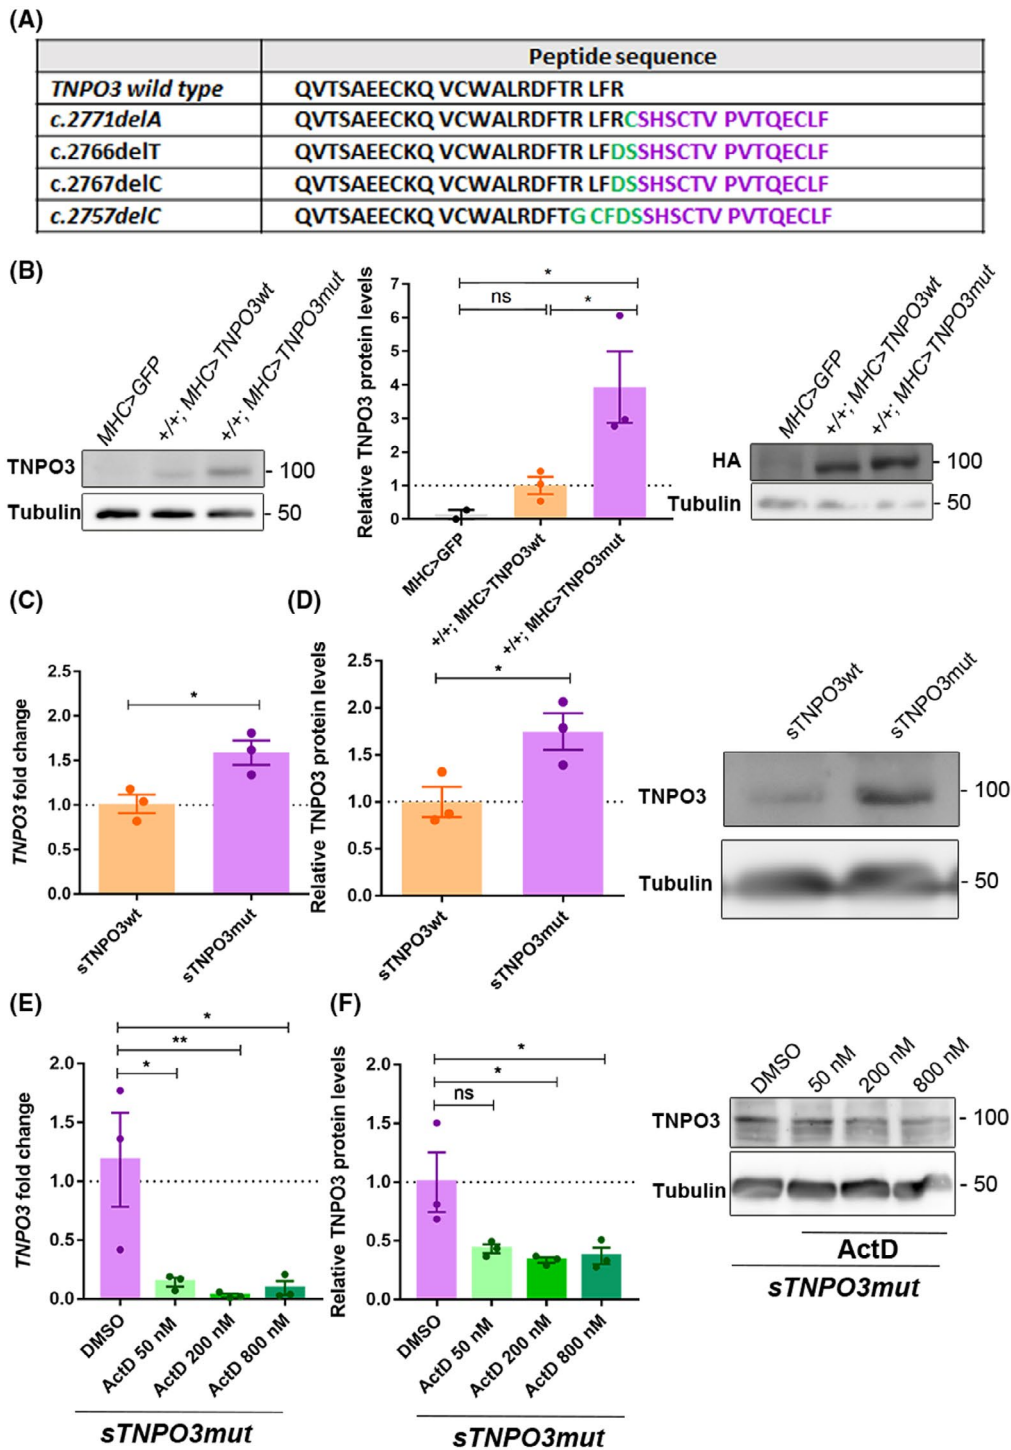 (A)
Peptide sequence
TNPO3 wild type QVTSAEECKQ VCWALRDFTR LFR
c.2771delA QVTSAEECKQ VCWALRDFTR LFRCSHSCTV PVTQECLF
c.2766delT QVTSAEECKQ VCWALRDFTR LFDSSHSCTV PVTQECLF
c.2767delC QVTSAEECKQ VCWALRDFTR LFDSSHSCTV PVTQECLF
c.2757delC QVTSAEECKQ VCWALRDFTG CFDSSHSCTV PVTQECLF
(B)
MHC>GFP
+/+; MHC>TNPO3wt
+/+; MHC>TNPO3mut
TNPO3
- 100
Tubulin
- 50
Relative TNPO3 protein levels
7
6
5
4
3
2
1
0
*
ns
*
MHC>GFP
+/+; MHC>TNPO3wt
+/+; MHC>TNPO3mut
MHC>GFP
+/+; MHC>TNPO3wt
+/+; MHC>TNPO3mut
HA
- 100
Tubulin
- 50
(C)
TNPO3 fold change
2.5
2.0
1.5
1.0
0.5
0.0
*
sTNPO3wt
sTNPO3mut
(D)
Relative TNPO3 protein levels
2.5
2.0
1.5
1.0
0.5
0.0
*
sTNPO3wt
sTNPO3mut
sTNPO3wt
sTNPO3mut
TNPO3
- 100
Tubulin
- 50
(E)
TNPO3 fold change
2.0
1.5
1.0
0.5
0.0
*
**
*
DMSO
ActD 50 nM
ActD 200 nM
ActD 800 nM
sTNPO3mut
(F)
Relative TNPO3 protein levels
2.0
1.5
1.0
0.5
0.0
*
*
ns
DMSO
ActD 50 nM
ActD 200 nM
ActD 800 nM
sTNPO3mut
DMSO
50 nM
200 nM
800 nM
TNPO3
- 100
Tubulin
- 50
ActD
sTNPO3mut